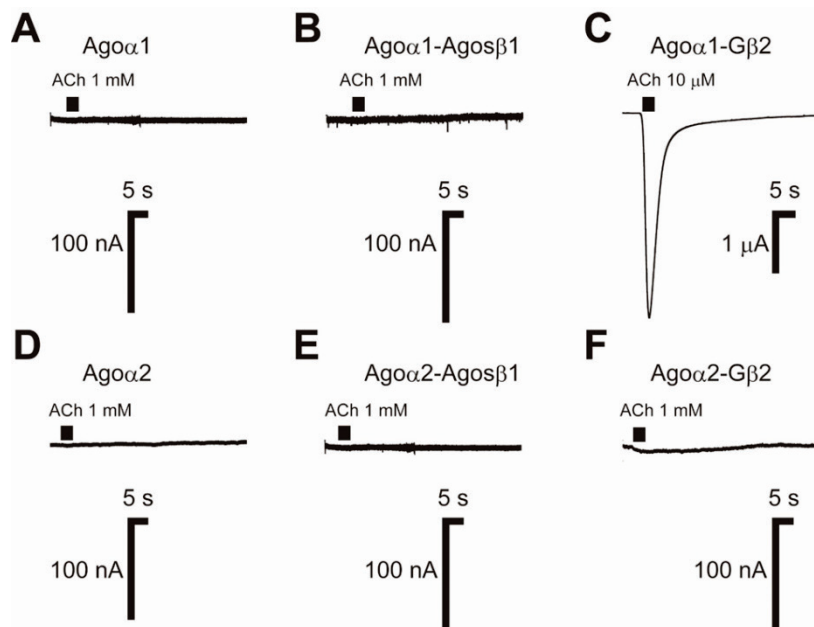 A
Agoα1
ACh 1 mM
5 s
100 nA
B
Agoα1-Agosβ1
ACh 1 mM
5 s
100 nA
C
Agoα1-Gβ2
ACh 10 μM
5 s
1 μA
D
Agoα2
ACh 1 mM
5 s
100 nA
E
Agoα2-Agosβ1
ACh 1 mM
5 s
100 nA
F
Agoα2-Gβ2
ACh 1 mM
5 s
100 nA